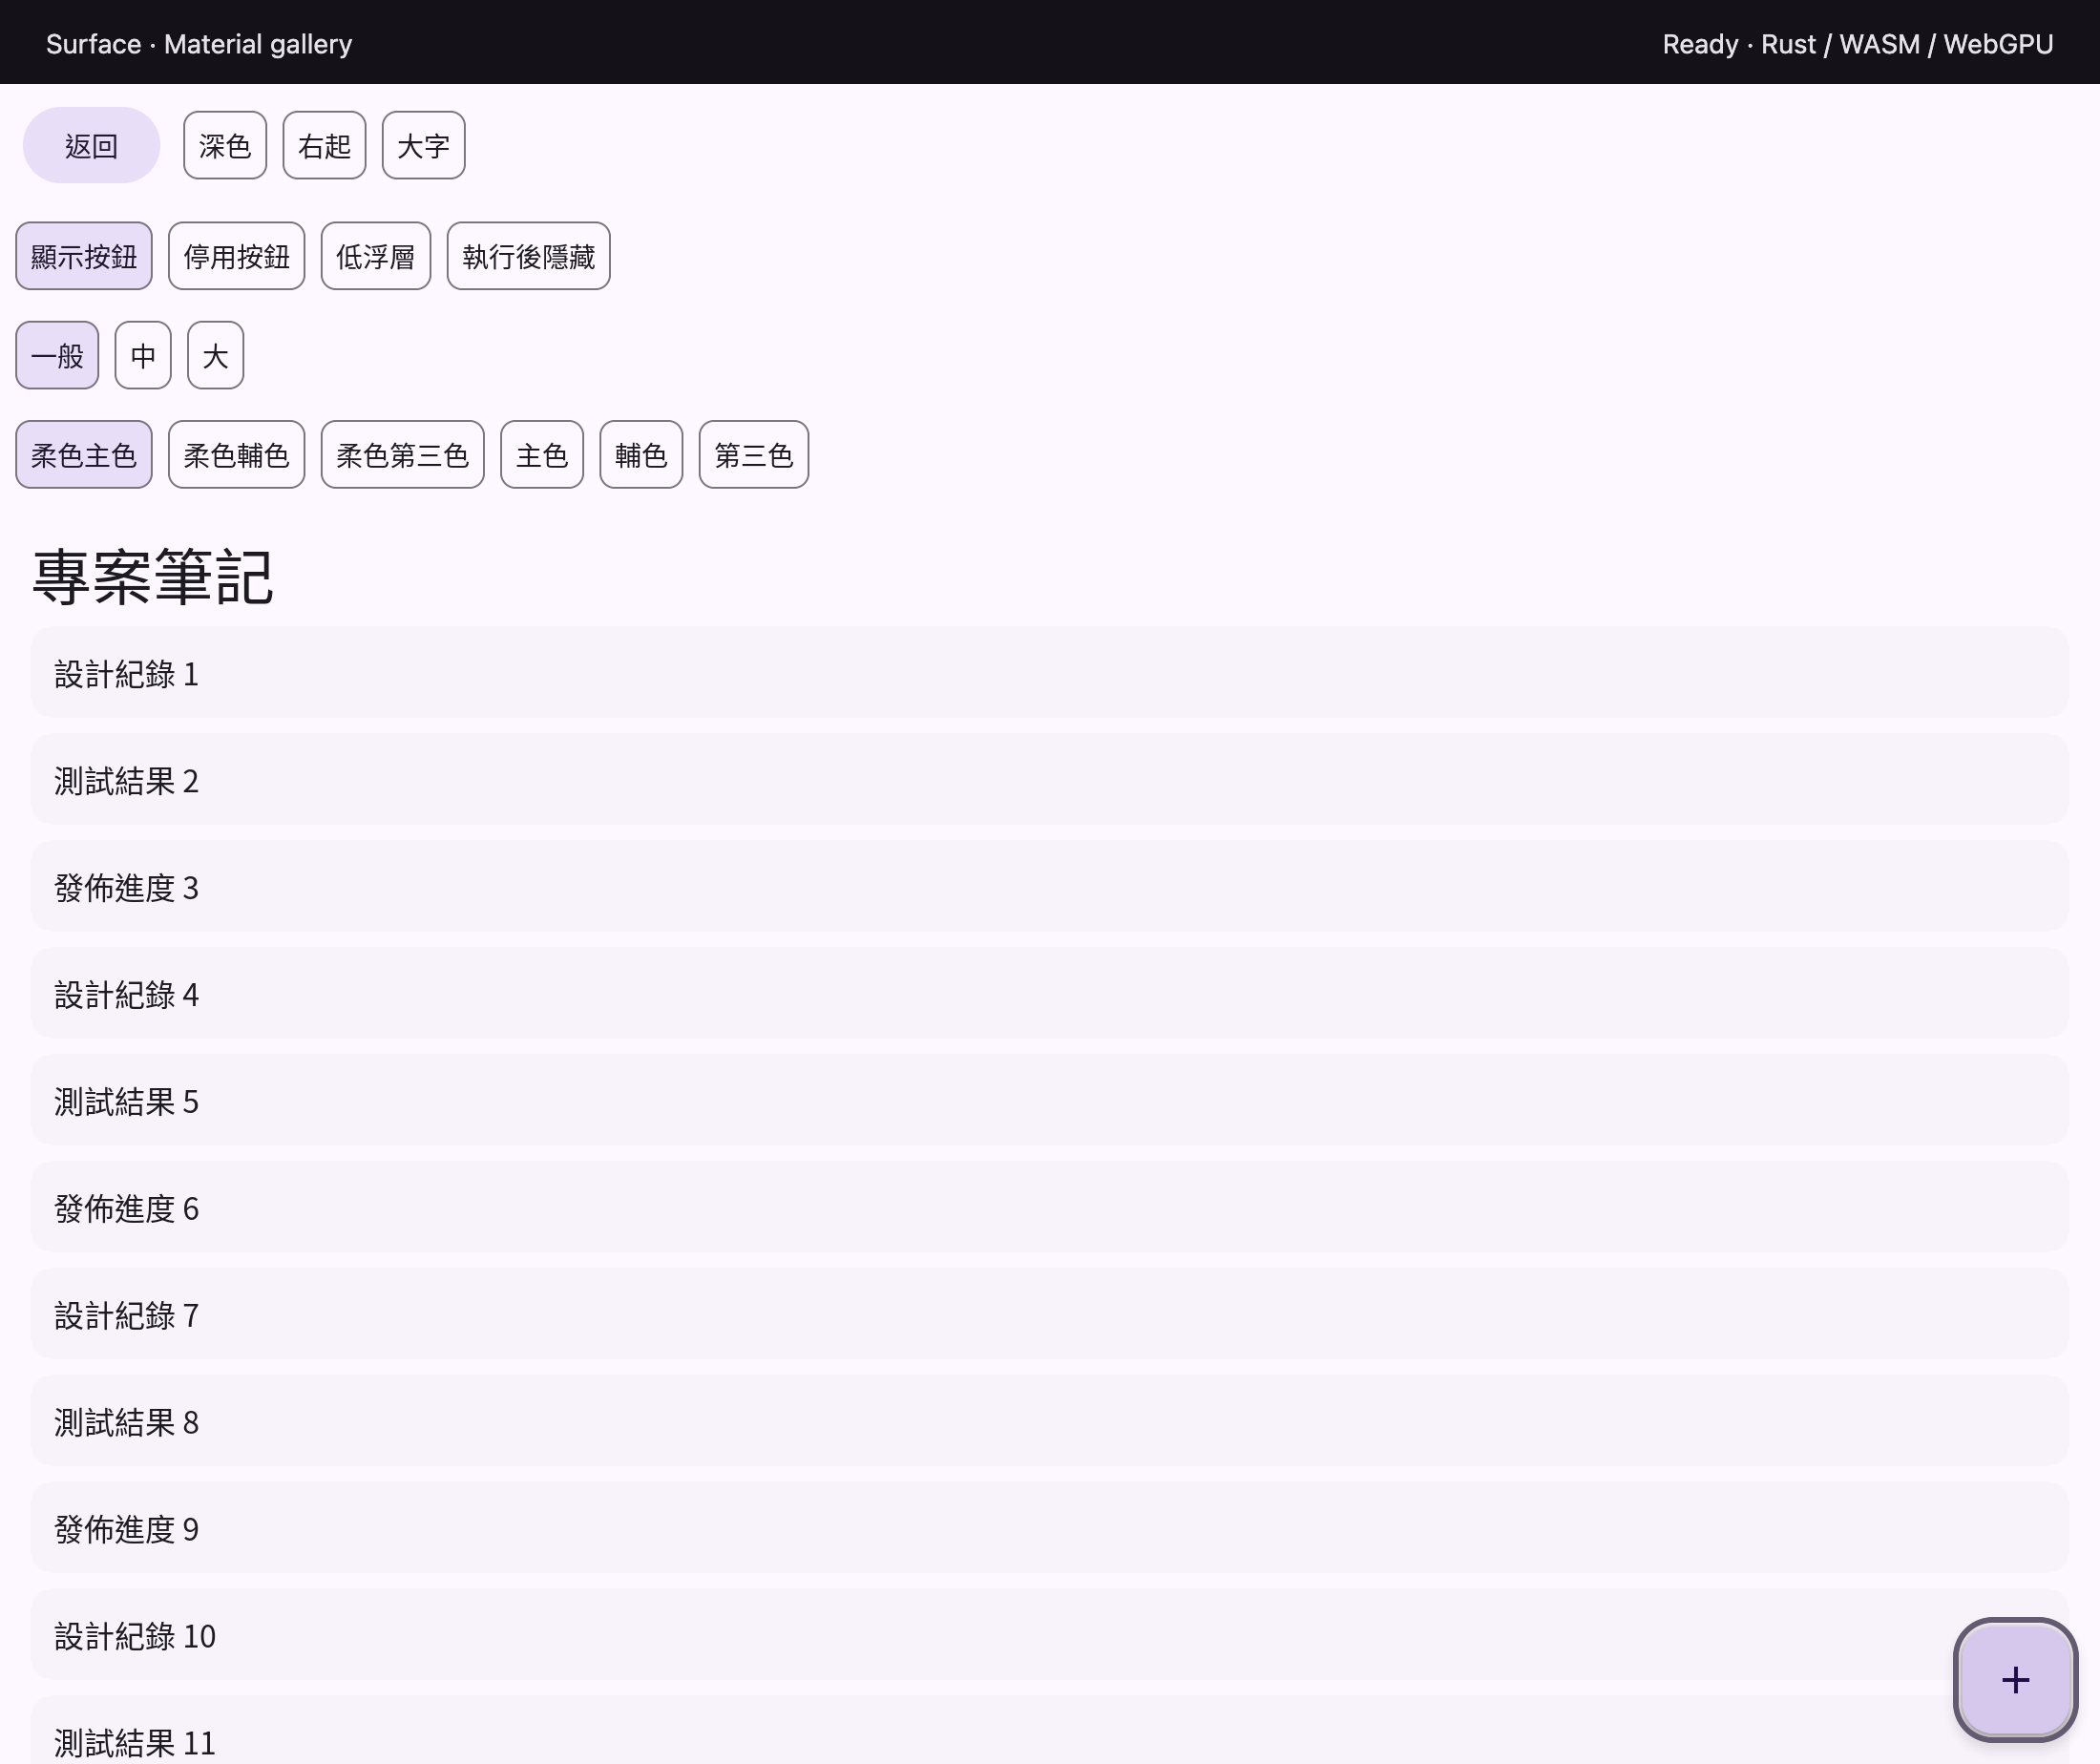 Surface · Material gallery
Ready · Rust / WASM / WebGPU
返回 深色 右起 大字
顯示按鈕 停用按鈕 低浮層 執行後隱藏
一般 中 大
柔色主色 柔色輔色 柔色第三色 主色 輔色 第三色
專案筆記
設計紀錄 1
測試結果 2
發佈進度 3
設計紀錄 4
測試結果 5
發佈進度 6
設計紀錄 7
測試結果 8
發佈進度 9
設計紀錄 10
測試結果 11
+